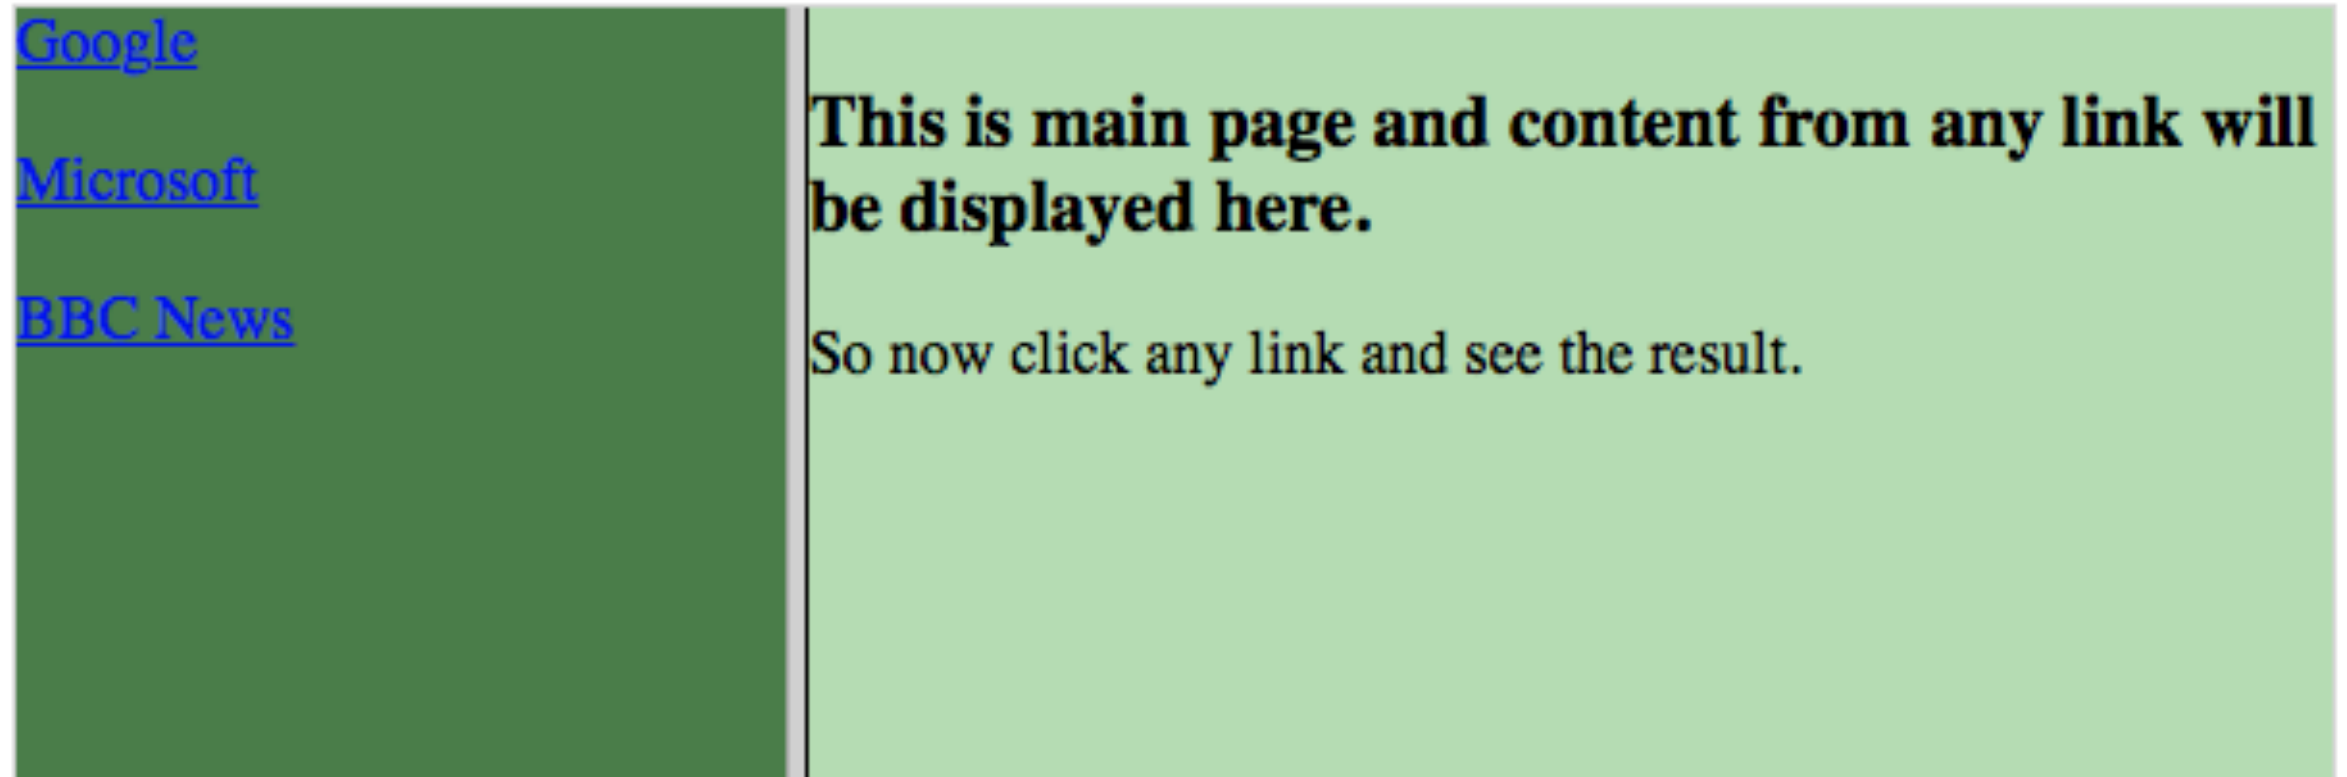 Google
Microsoft
BBC News
This is main page and content from any link will
be displayed here.
So now click any link and see the result.